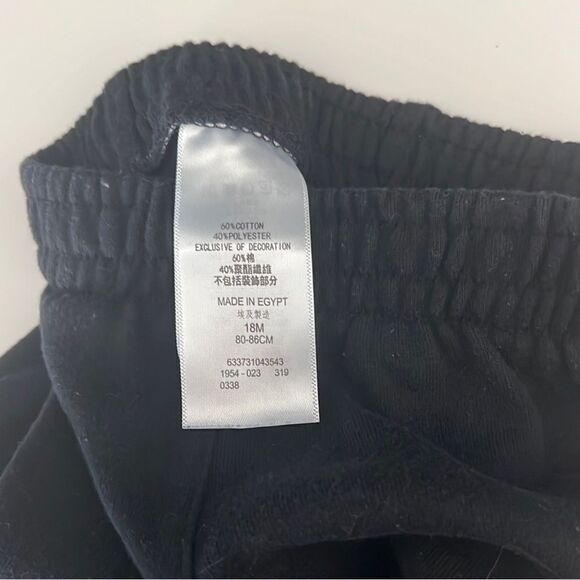 60%COTTON
40%POLYESTER
EXCLUSIVE OF DECORATION
60%棉
40%聚酯纖維
不包括裝飾部分
MADE IN EGYPT
埃及製造
18M
80-86CM
633731043543
1954-023 319
0338